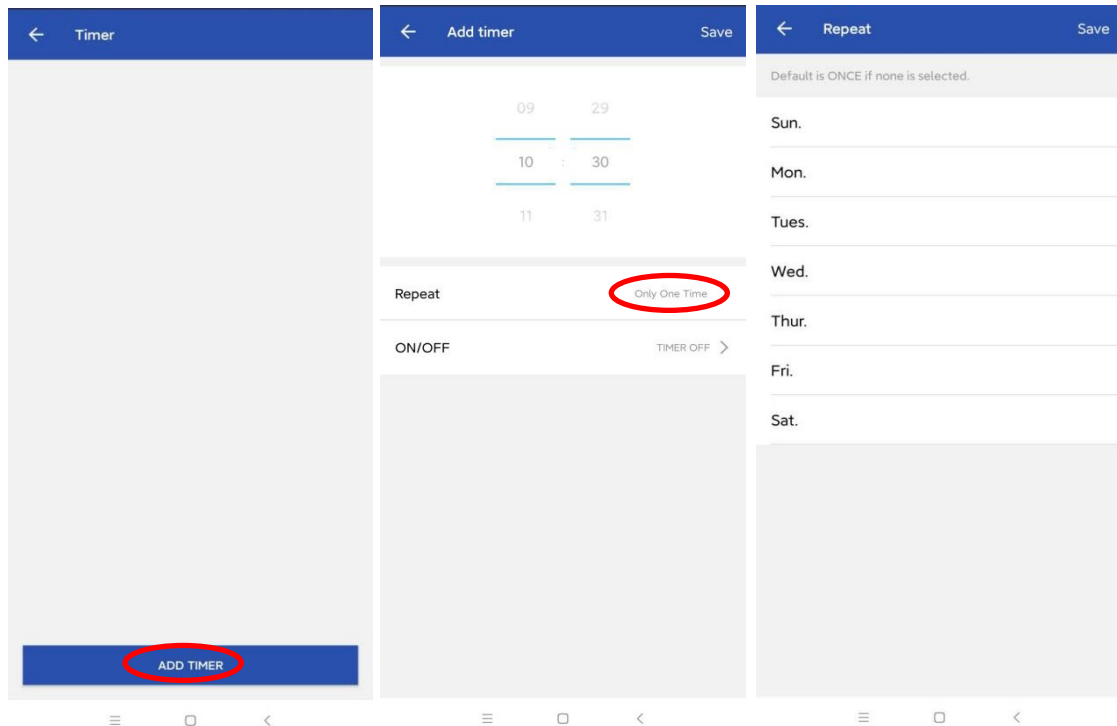 Timer
ADD TIMER
Add timer Save
09 29
10 : 30
11 31
Repeat Only One Time
ON/OFF TIMER OFF
Repeat Save
Default is ONCE if none is selected.
Sun.
Mon.
Tues.
Wed.
Thur.
Fri.
Sat.